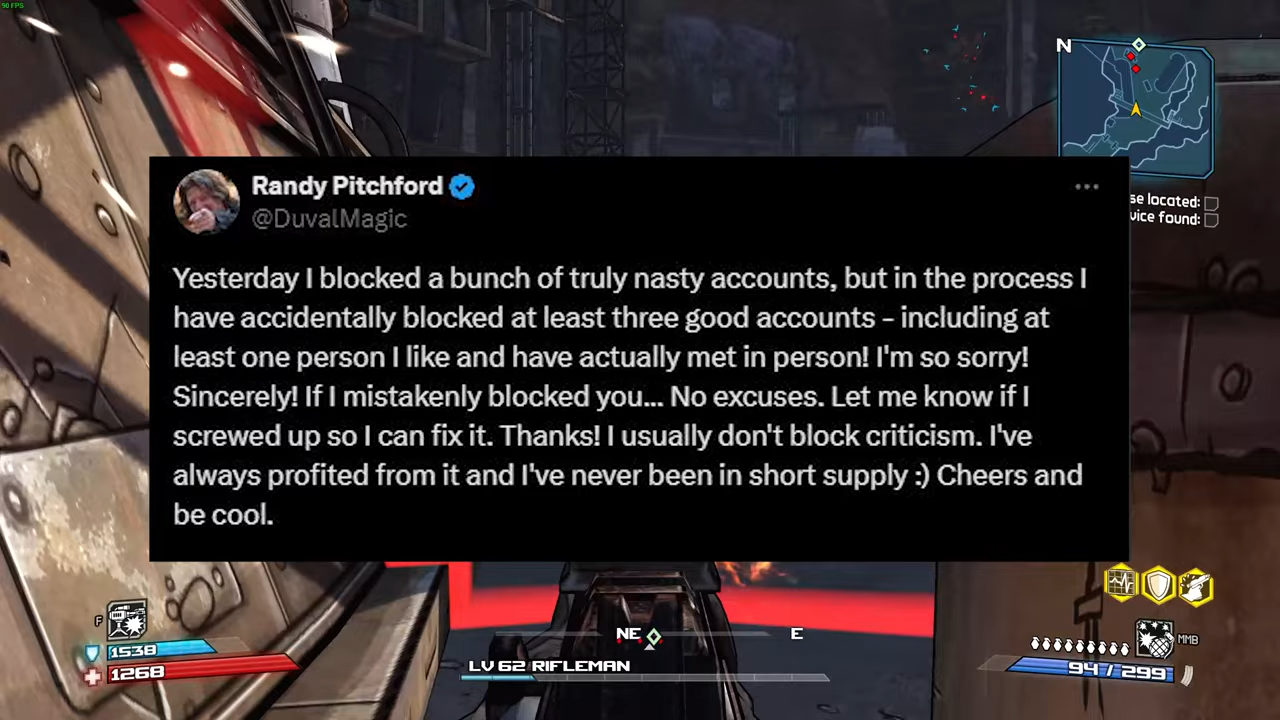 90 FPS
N
se located:
vice found:
Randy Pitchford
@DuvalMagic
Yesterday I blocked a bunch of truly nasty accounts, but in the process I
have accidentally blocked at least three good accounts - including at
least one person I like and have actually met in person! I'm so sorry!
Sincerely! If I mistakenly blocked you... No excuses. Let me know if I
screwed up so I can fix it. Thanks! I usually don't block criticism. I've
always profited from it and I've never been in short supply :) Cheers and
be cool.
F
1538
1268
NE
E
LV 62 RIFLEMAN
MMB
94 / 299